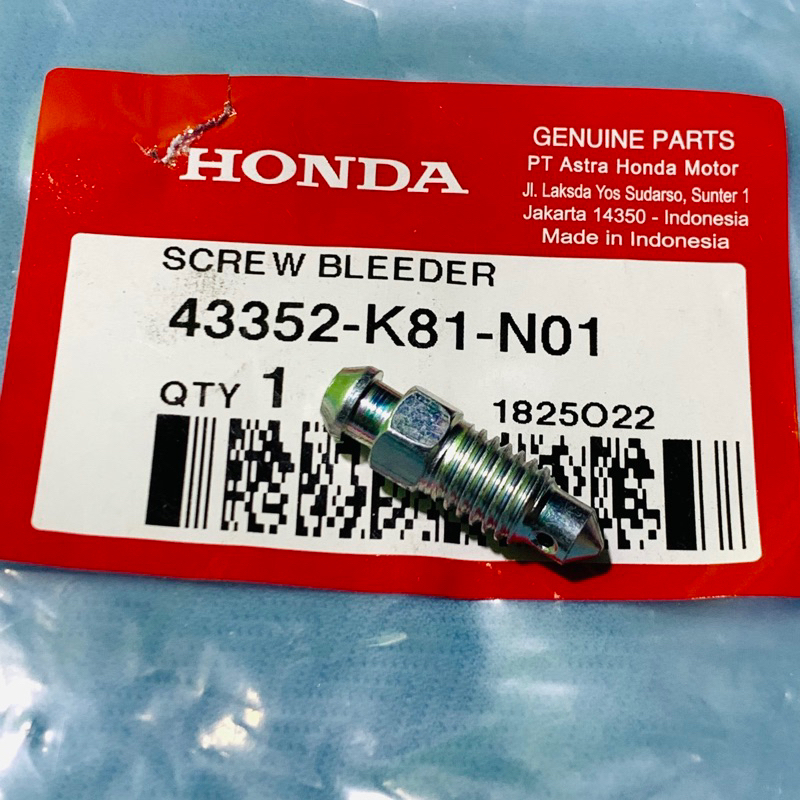 HONDA
GENUINE PARTS
PT Astra Honda Motor
Jl. Laksda Yos Sudarso, Sunter 1
Jakarta 14350 - Indonesia
Made in Indonesia
SCREW BLEEDER
43352-K81-N01
QTY 1
1825O22